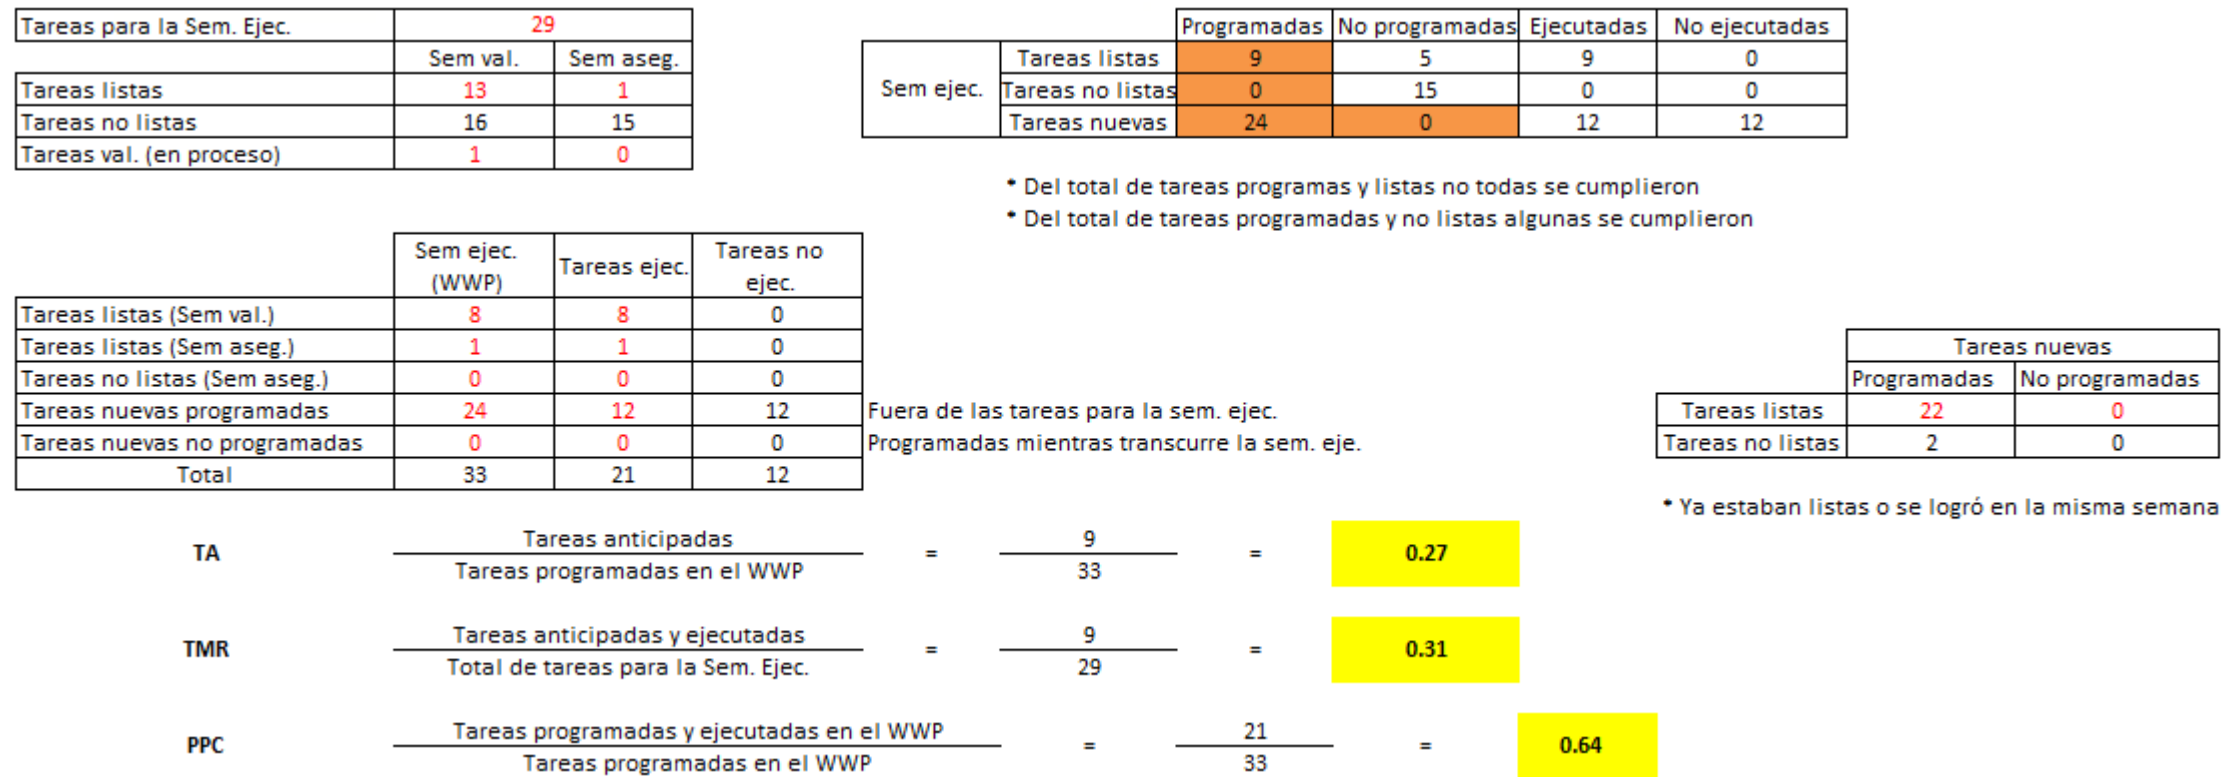 Tareas para la Sem. Ejec. 29
Sem val. Sem aseg.
Tareas listas 13 1
Tareas no listas 16 15
Tareas val. (en proceso) 1 0
Programadas No programadas Ejecutadas No ejecutadas
Sem ejec.
Tareas listas 9 5 9 0
Tareas no listas 0 15 0 0
Tareas nuevas 24 0 12 12
* Del total de tareas programas y listas no todas se cumplieron
* Del total de tareas programadas y no listas algunas se cumplieron
Sem ejec. (WWP) Tareas ejec. Tareas no ejec.
Tareas listas (Sem val.) 8 8 0
Tareas listas (Sem aseg.) 1 1 0
Tareas no listas (Sem aseg.) 0 0 0
Tareas nuevas programadas 24 12 12 Fuera de las tareas para la sem. ejec.
Tareas nuevas no programadas 0 0 0 Programadas mientras transcurre la sem. eje.
Total 33 21 12
Tareas nuevas
Programadas No programadas
Tareas listas 22 0
Tareas no listas 2 0
* Ya estaban listas o se logró en la misma semana
Tareas anticipadas 9
TA = = 0.27
Tareas programadas en el WWP 33
Tareas anticipadas y ejecutadas 9
TMR = = 0.31
Total de tareas para la Sem. Ejec. 29
Tareas programadas y ejecutadas en el WWP 21
PPC = = 0.64
Tareas programadas en el WWP 33